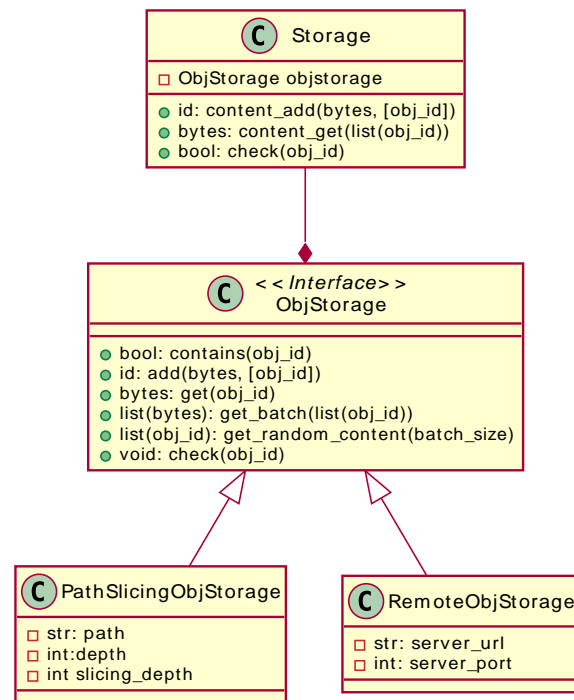 C Storage
ObjStorage objstorage
id: content_add(bytes, [obj_id])
bytes: content_get(list(obj_id))
bool: check(obj_id)
C <<Interface>>
ObjStorage
bool: contains(obj_id)
id: add(bytes, [obj_id])
bytes: get(obj_id)
list(bytes): get_batch(list(obj_id))
list(obj_id): get_random_content(batch_size)
void: check(obj_id)
C PathSlicingObjStorage
str: path
int:depth
int slicing_depth
C RemoteObjStorage
str: server_url
int: server_port